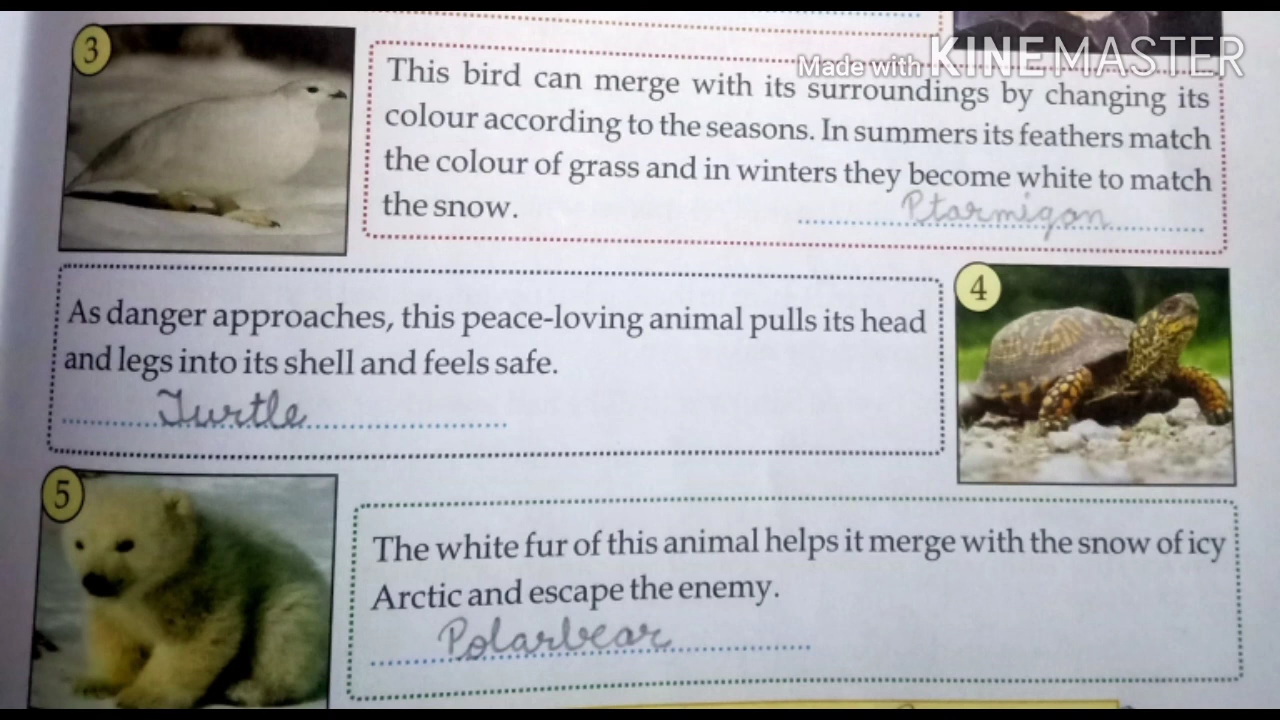 Made with KINEMASTER
3
This bird can merge with its surroundings by changing its
colour according to the seasons. In summers its feathers match
the colour of grass and in winters they become white to match
the snow. Ptarmigan
As danger approaches, this peace-loving animal pulls its head
and legs into its shell and feels safe.
Turtle
4
5
The white fur of this animal helps it merge with the snow of icy
Arctic and escape the enemy.
Polarbear